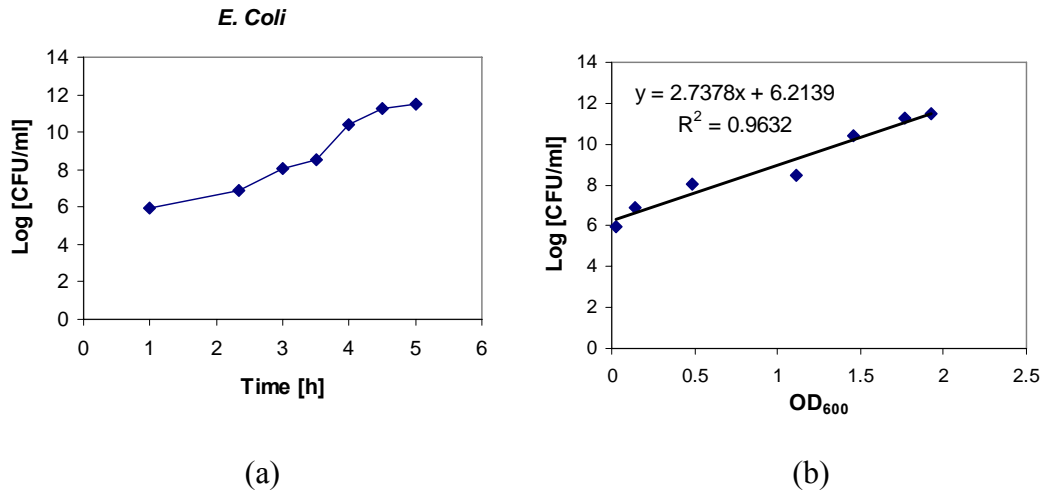 E. Coli
14
12
10
8
6
4
2
0
0 1 2 3 4 5 6
Log [CFU/ml]
Time [h]
(a)
14
12
10
8
6
4
2
0
0 0.5 1 1.5 2 2.5
y = 2.7378x + 6.2139
R² = 0.9632
Log [CFU/ml]
OD₆₀₀
(b)